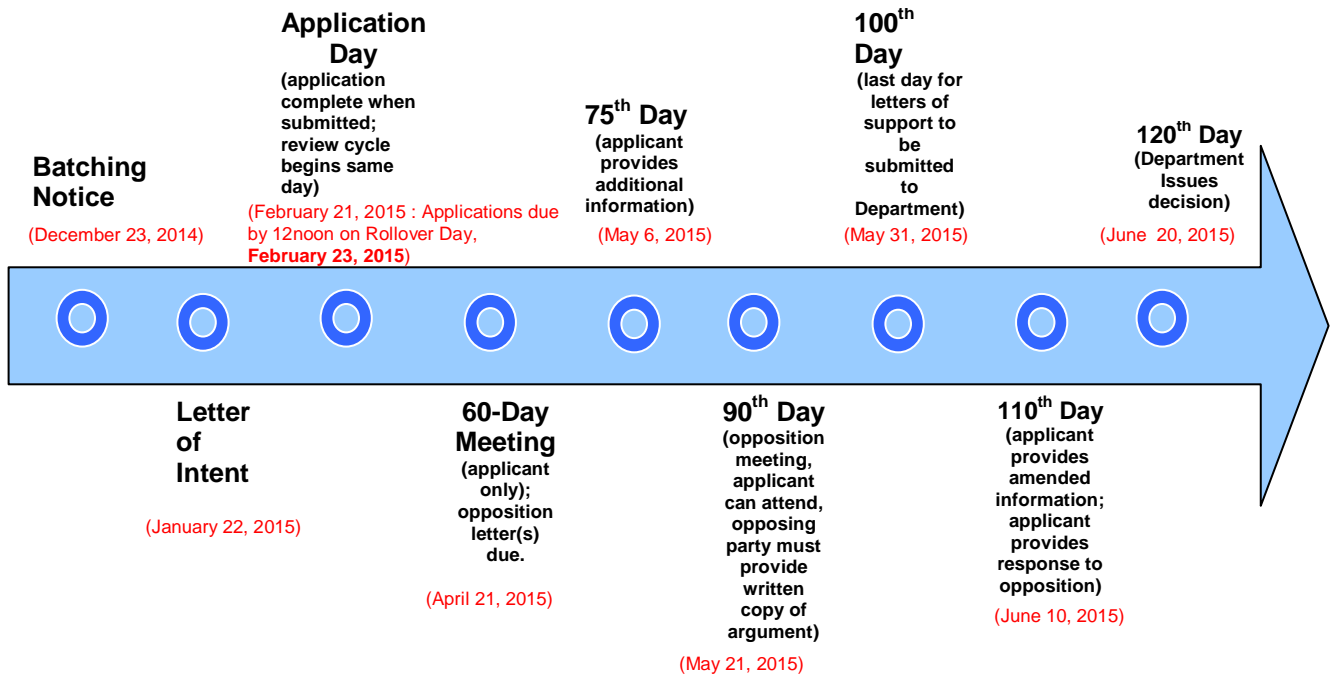 Batching
Notice
(December 23, 2014)
Letter
of
Intent
(January 22, 2015)
Application
Day
(application
complete when
submitted;
review cycle
begins same
day)
(February 21, 2015 : Applications due
by 12noon on Rollover Day,
February 23, 2015)
60-Day
Meeting
(applicant
only);
opposition
letter(s)
due.
(April 21, 2015)
75th Day
(applicant
provides
additional
information)
(May 6, 2015)
90th Day
(opposition
meeting,
applicant
can attend,
opposing
party must
provide
written
copy of
argument)
(May 21, 2015)
100th
Day
(last day for
letters of
support to
be
submitted
to
Department)
(May 31, 2015)
110th Day
(applicant
provides
amended
information;
applicant
provides
response to
opposition)
(June 10, 2015)
120th Day
(Department
Issues
decision)
(June 20, 2015)